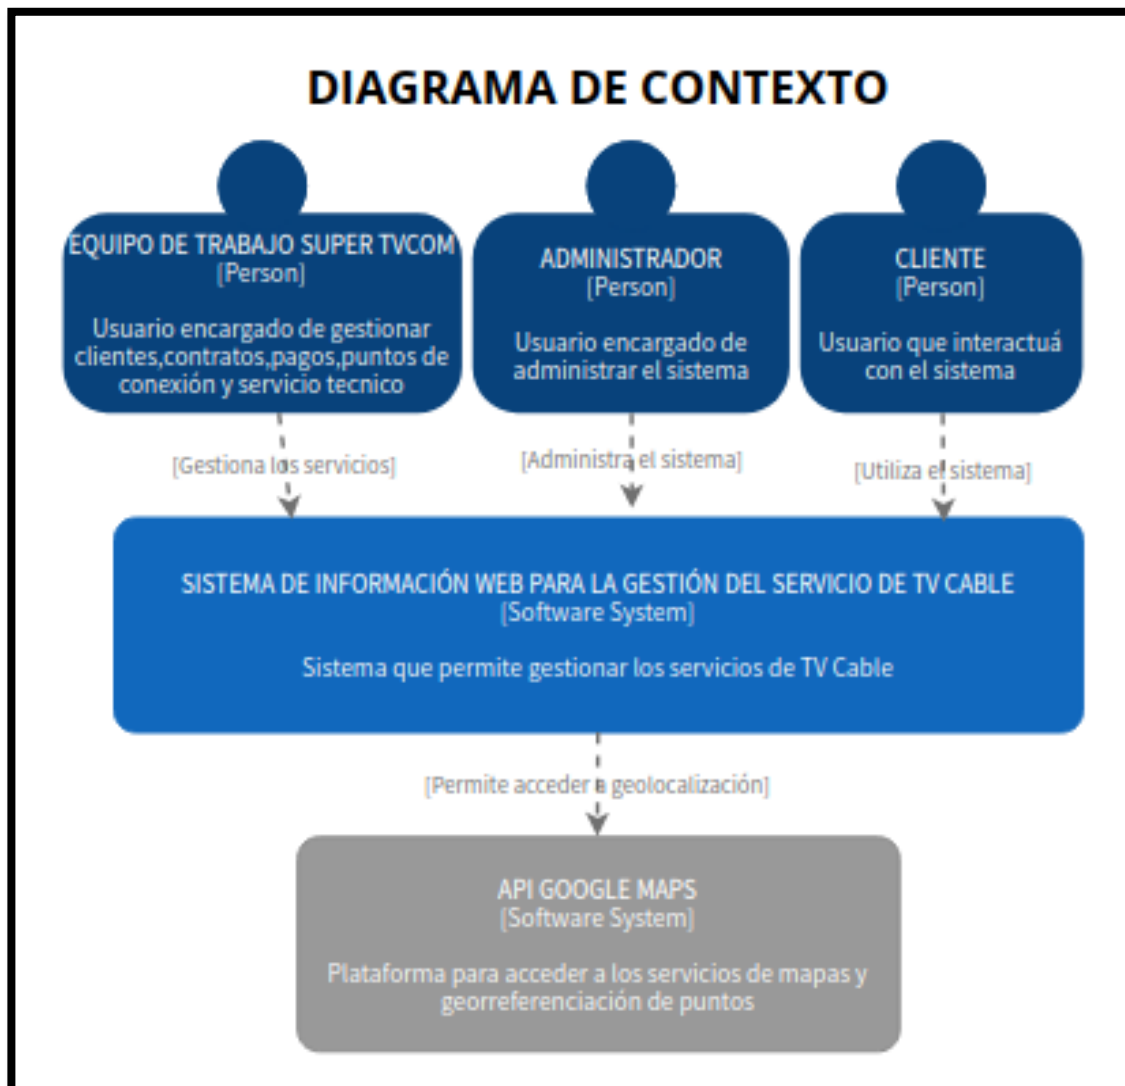 DIAGRAMA DE CONTEXTO
EQUIPO DE TRABAJO SUPER TVCOM
[Person]
Usuario encargado de gestionar
clientes,contratos,pagos,puntos de
conexión y servicio tecnico
ADMINISTRADOR
[Person]
Usuario encargado de
administrar el sistema
CLIENTE
[Person]
Usuario que interactuá
con el sistema
[Gestiona los servicios]
[Administra el sistema]
[Utiliza el sistema]
SISTEMA DE INFORMACIÓN WEB PARA LA GESTIÓN DEL SERVICIO DE TV CABLE
[Software System]
Sistema que permite gestionar los servicios de TV Cable
[Permite acceder a geolocalización]
API GOOGLE MAPS
[Software System]
Plataforma para acceder a los servicios de mapas y
georreferenciación de puntos